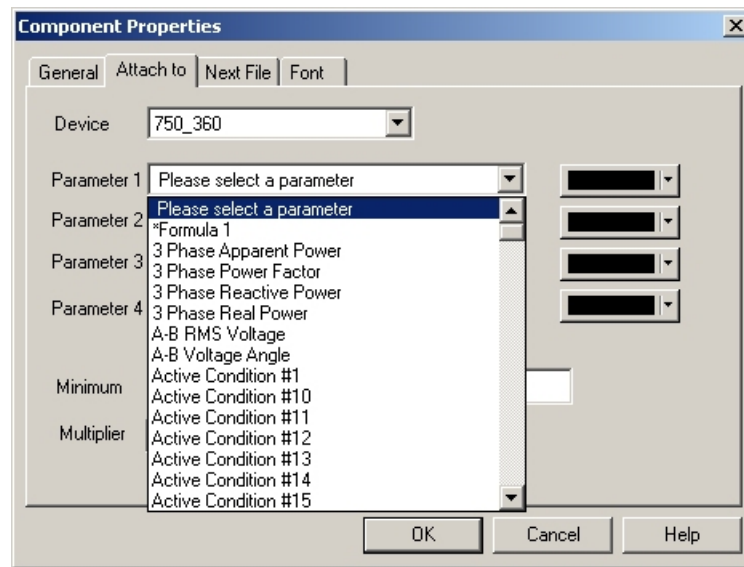 Component Properties
General Attach to Next File Font
Device 750_360
Parameter 1 Please select a parameter
Parameter 2
Parameter 3
Parameter 4
Please select a parameter
*Formula 1
3 Phase Apparent Power
3 Phase Power Factor
3 Phase Reactive Power
3 Phase Real Power
A-B RMS Voltage
A-B Voltage Angle
Active Condition #1
Active Condition #10
Active Condition #11
Active Condition #12
Active Condition #13
Active Condition #14
Active Condition #15
Minimum
Multiplier
OK Cancel Help